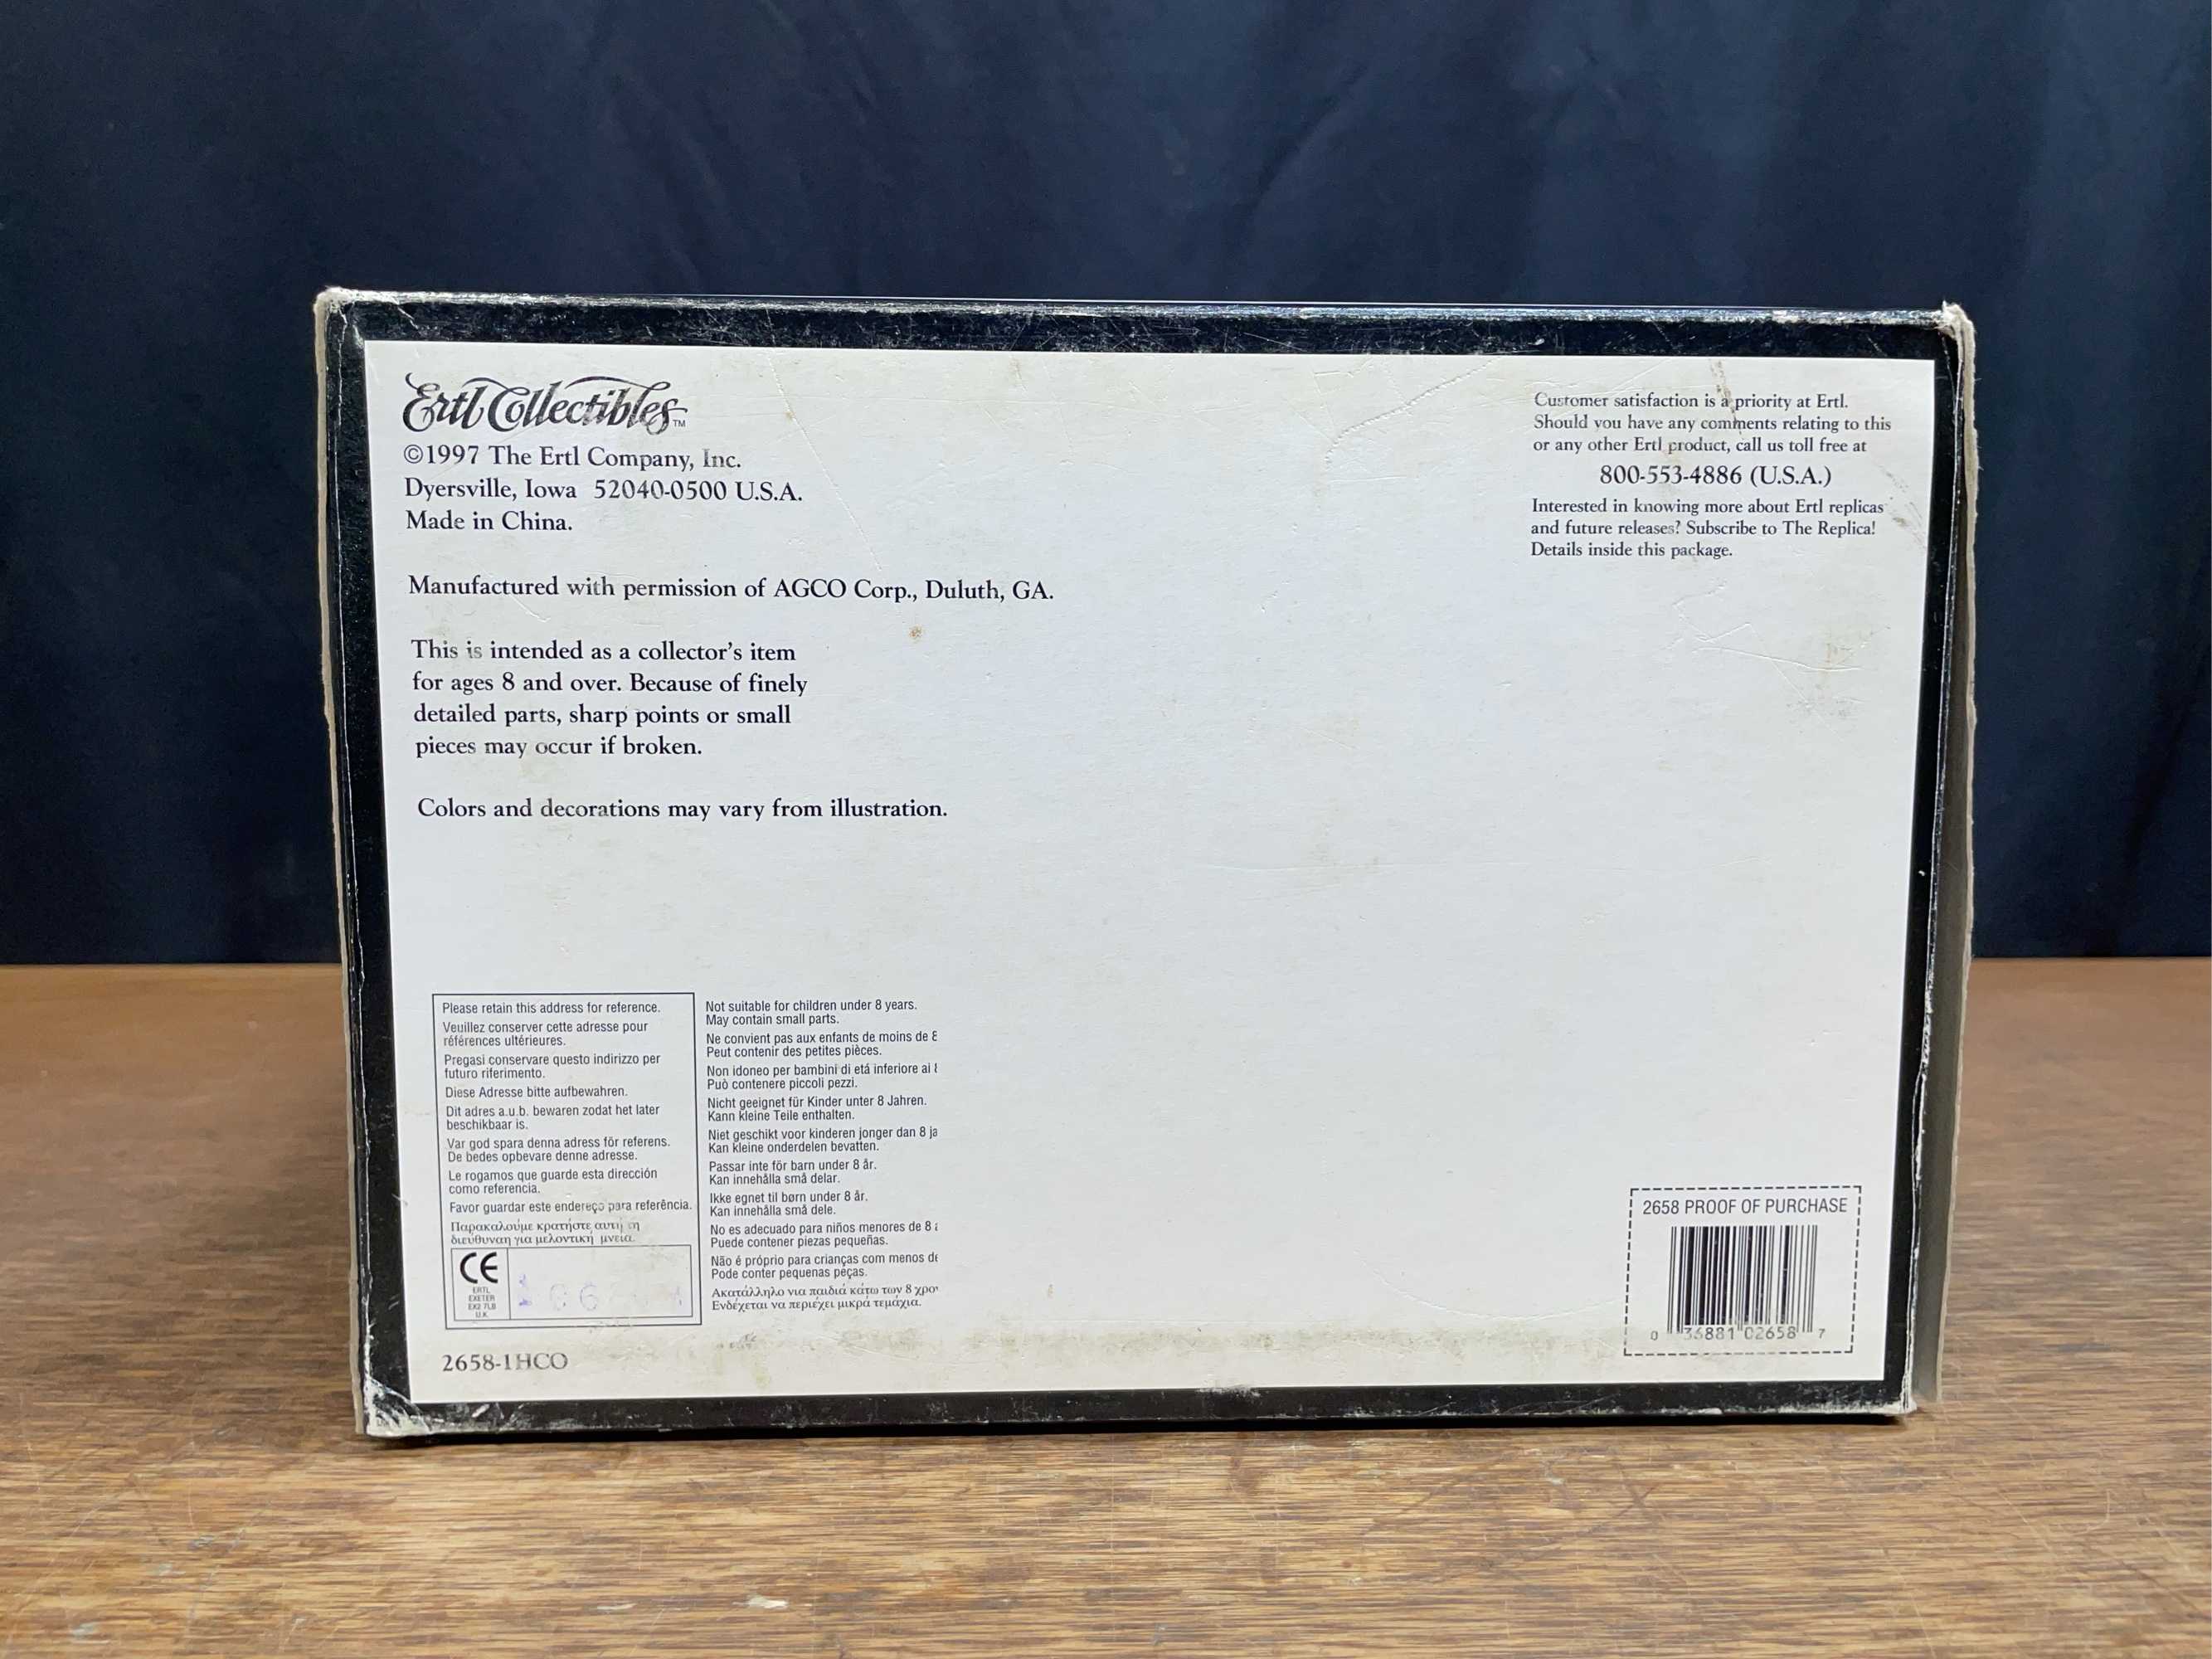 Ertl Collectibles™
©1997 The Ertl Company, Inc.
Dyersville, Iowa 52040-0500 U.S.A.
Made in China.
Manufactured with permission of AGCO Corp., Duluth, GA.
This is intended as a collector's item
for ages 8 and over. Because of finely
detailed parts, sharp points or small
pieces may occur if broken.
Colors and decorations may vary from illustration.
Customer satisfaction is a priority at Ertl.
Should you have any comments relating to this
or any other Ertl product, call us toll free at
800-553-4886 (U.S.A.)
Interested in knowing more about Ertl replicas
and future releases? Subscribe to The Replica!
Details inside this package.
Please retain this address for reference.
Veuillez conserver cette adresse pour
références ultérieures.
Pregasi conservare questo indirizzo per
futuro riferimento.
Diese Adresse bitte aufbewahren.
Dit adres a.u.b. bewaren zodat het later
beschikbaar is.
Var god spara denna adress för referens.
De bedes opbevare denne adresse.
Le rogamos que guarde esta dirección
como referencia.
Favor guardar este endereço para referência.
Παρακαλούμε κρατήστε αυτή τη
διεύθυναη για μελοντική μνεία.
CE
ERTL
EXETER
EX2 7LB
U.K.
Not suitable for children under 8 years.
May contain small parts.
Ne convient pas aux enfants de moins de 8
Peut contenir des petites pièces.
Non idoneo per bambini di etá inferiore ai
Può contenere piccoli pezzi.
Nicht geeignet für Kinder unter 8 Jahren.
Kann kleine Teile enthalten.
Niet geschikt voor kinderen jonger dan 8 ja
Kan kleine onderdelen bevatten.
Passar inte för barn under 8 år.
Kan innehålla små delar.
Ikke egnet til børn under 8 år.
Kan innehålla små dele.
No es adecuado para niños menores de 8
Puede contener piezas pequeñas.
Não é próprio para crianças com menos de
Pode conter pequenas peças.
Ακατάλληλο νια παιδιά κάτω των 8 χρο
Ενδέχεται να περιέχει μικρά τεμάχια.
2658-1HCO
2658 PROOF OF PURCHASE
0 36881 02658 7